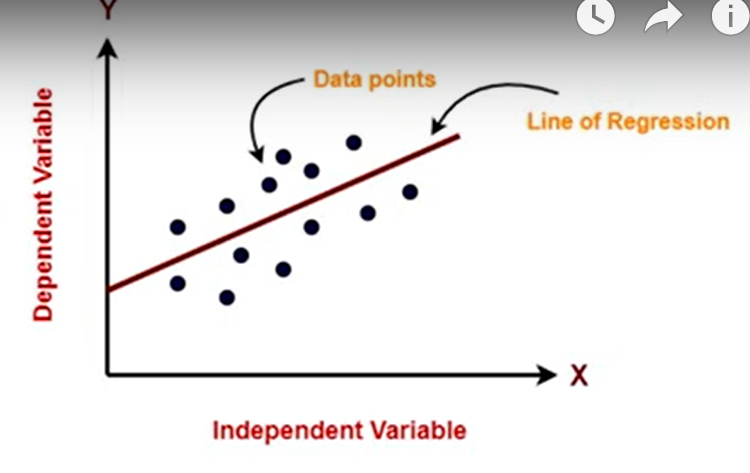 Y
Data points
Line of Regression
Dependent Variable
X
Independent Variable